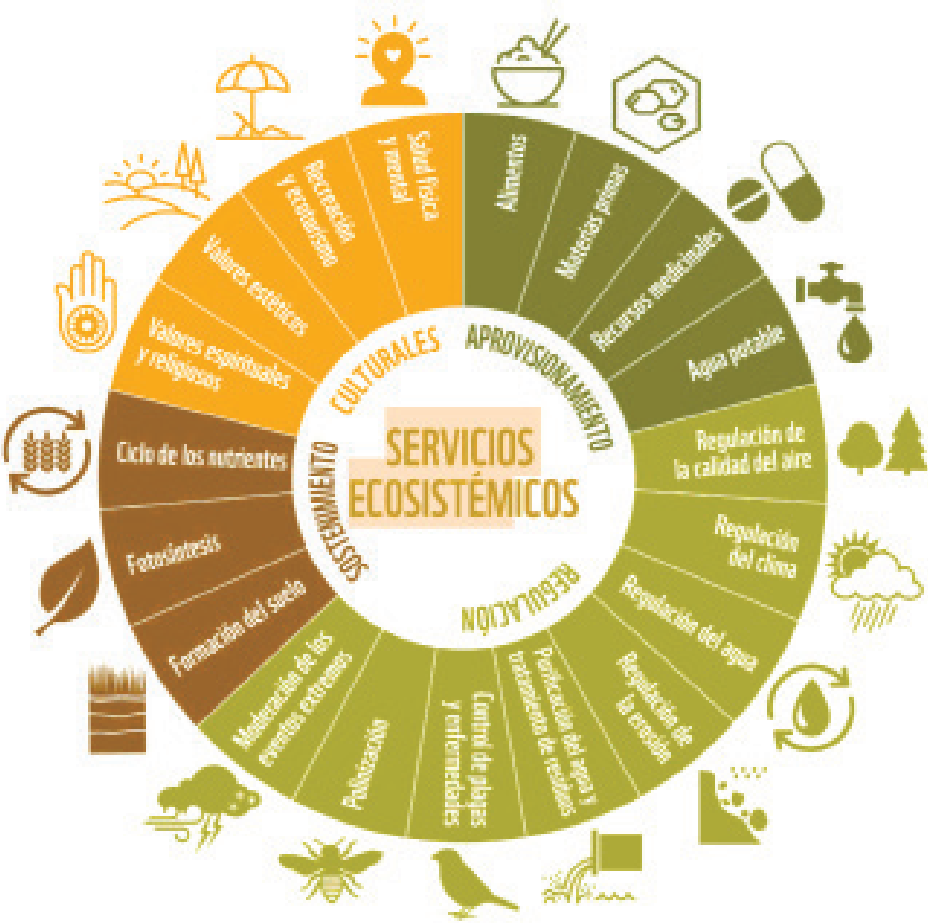 SERVICIOS
ECOSISTÉMICOS
APROVISIONAMIENTO
Alimentos
Materias primas
Recursos medicinales
Agua potable
REGULACIÓN
Regulación de
la calidad del aire
Regulación
del clima
Regulación del agua
Regulación de
la erosión
Purificación del agua y
tratamiento de residuos
Control de plagas
y enfermedades
Polinización
Moderación de los
eventos extremos
SOSTENIMIENTO
Formación del suelo
Fotosíntesis
Ciclo de los nutrientes
CULTURALES
Valores espirituales
y religiosos
Valores estéticos
Recreación
y ecoturismo
Salud física
y mental